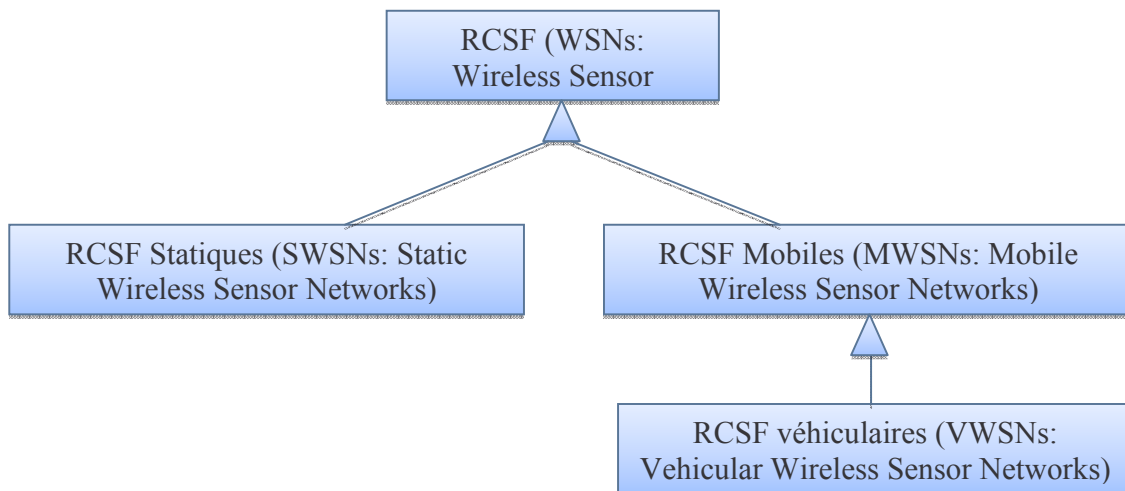 RCSF (WSNs:
Wireless Sensor
RCSF Statiques (SWSNs: Static
Wireless Sensor Networks)
RCSF Mobiles (MWSNs: Mobile
Wireless Sensor Networks)
RCSF véhiculaires (VWSNs:
Vehicular Wireless Sensor Networks)